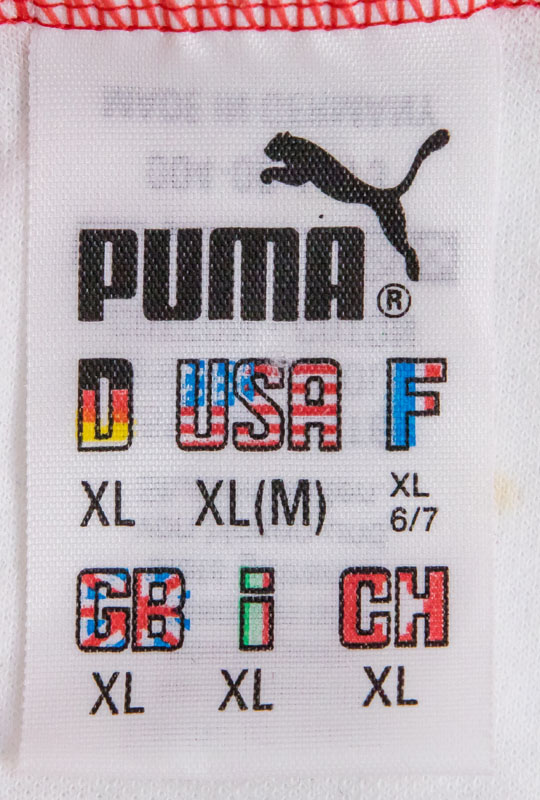 PUMA®
D USA F
XL XL(M) XL
6/7
GB i CH
XL XL XL